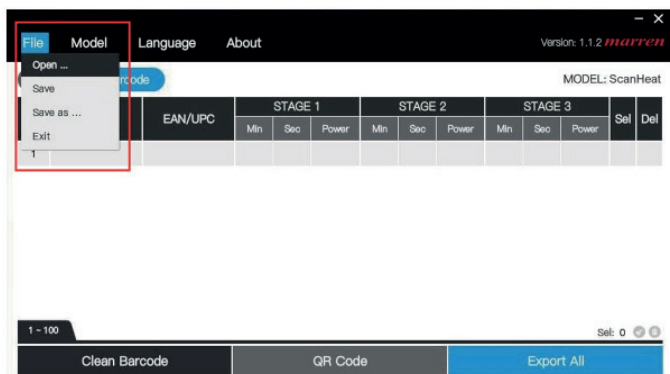 File Model Language About Version: 1.1.2 marren
Open ...
Save
Save as ...
Exit
MODEL: ScanHeat
EAN/UPC STAGE 1 STAGE 2 STAGE 3 Sel Del
Min Sec Power Min Sec Power Min Sec Power
1
1 ~ 100 Sel: 0
Clean Barcode QR Code Export All